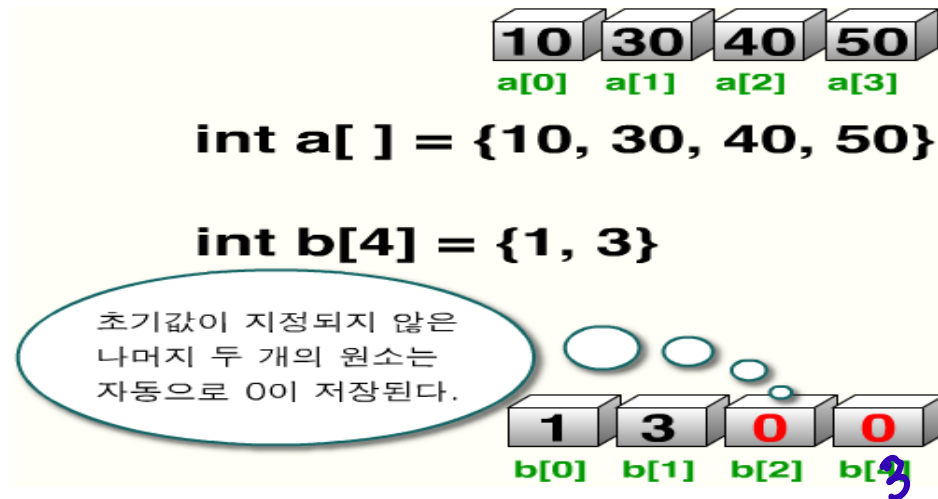 10 30 40 50
a[0] a[1] a[2] a[3]
int a[ ] = {10, 30, 40, 50}
int b[4] = {1, 3}
초기값이 지정되지 않은
나머지 두 개의 원소는
자동으로 0이 저장된다.
1 3 0 0
b[0] b[1] b[2] b[4]
3